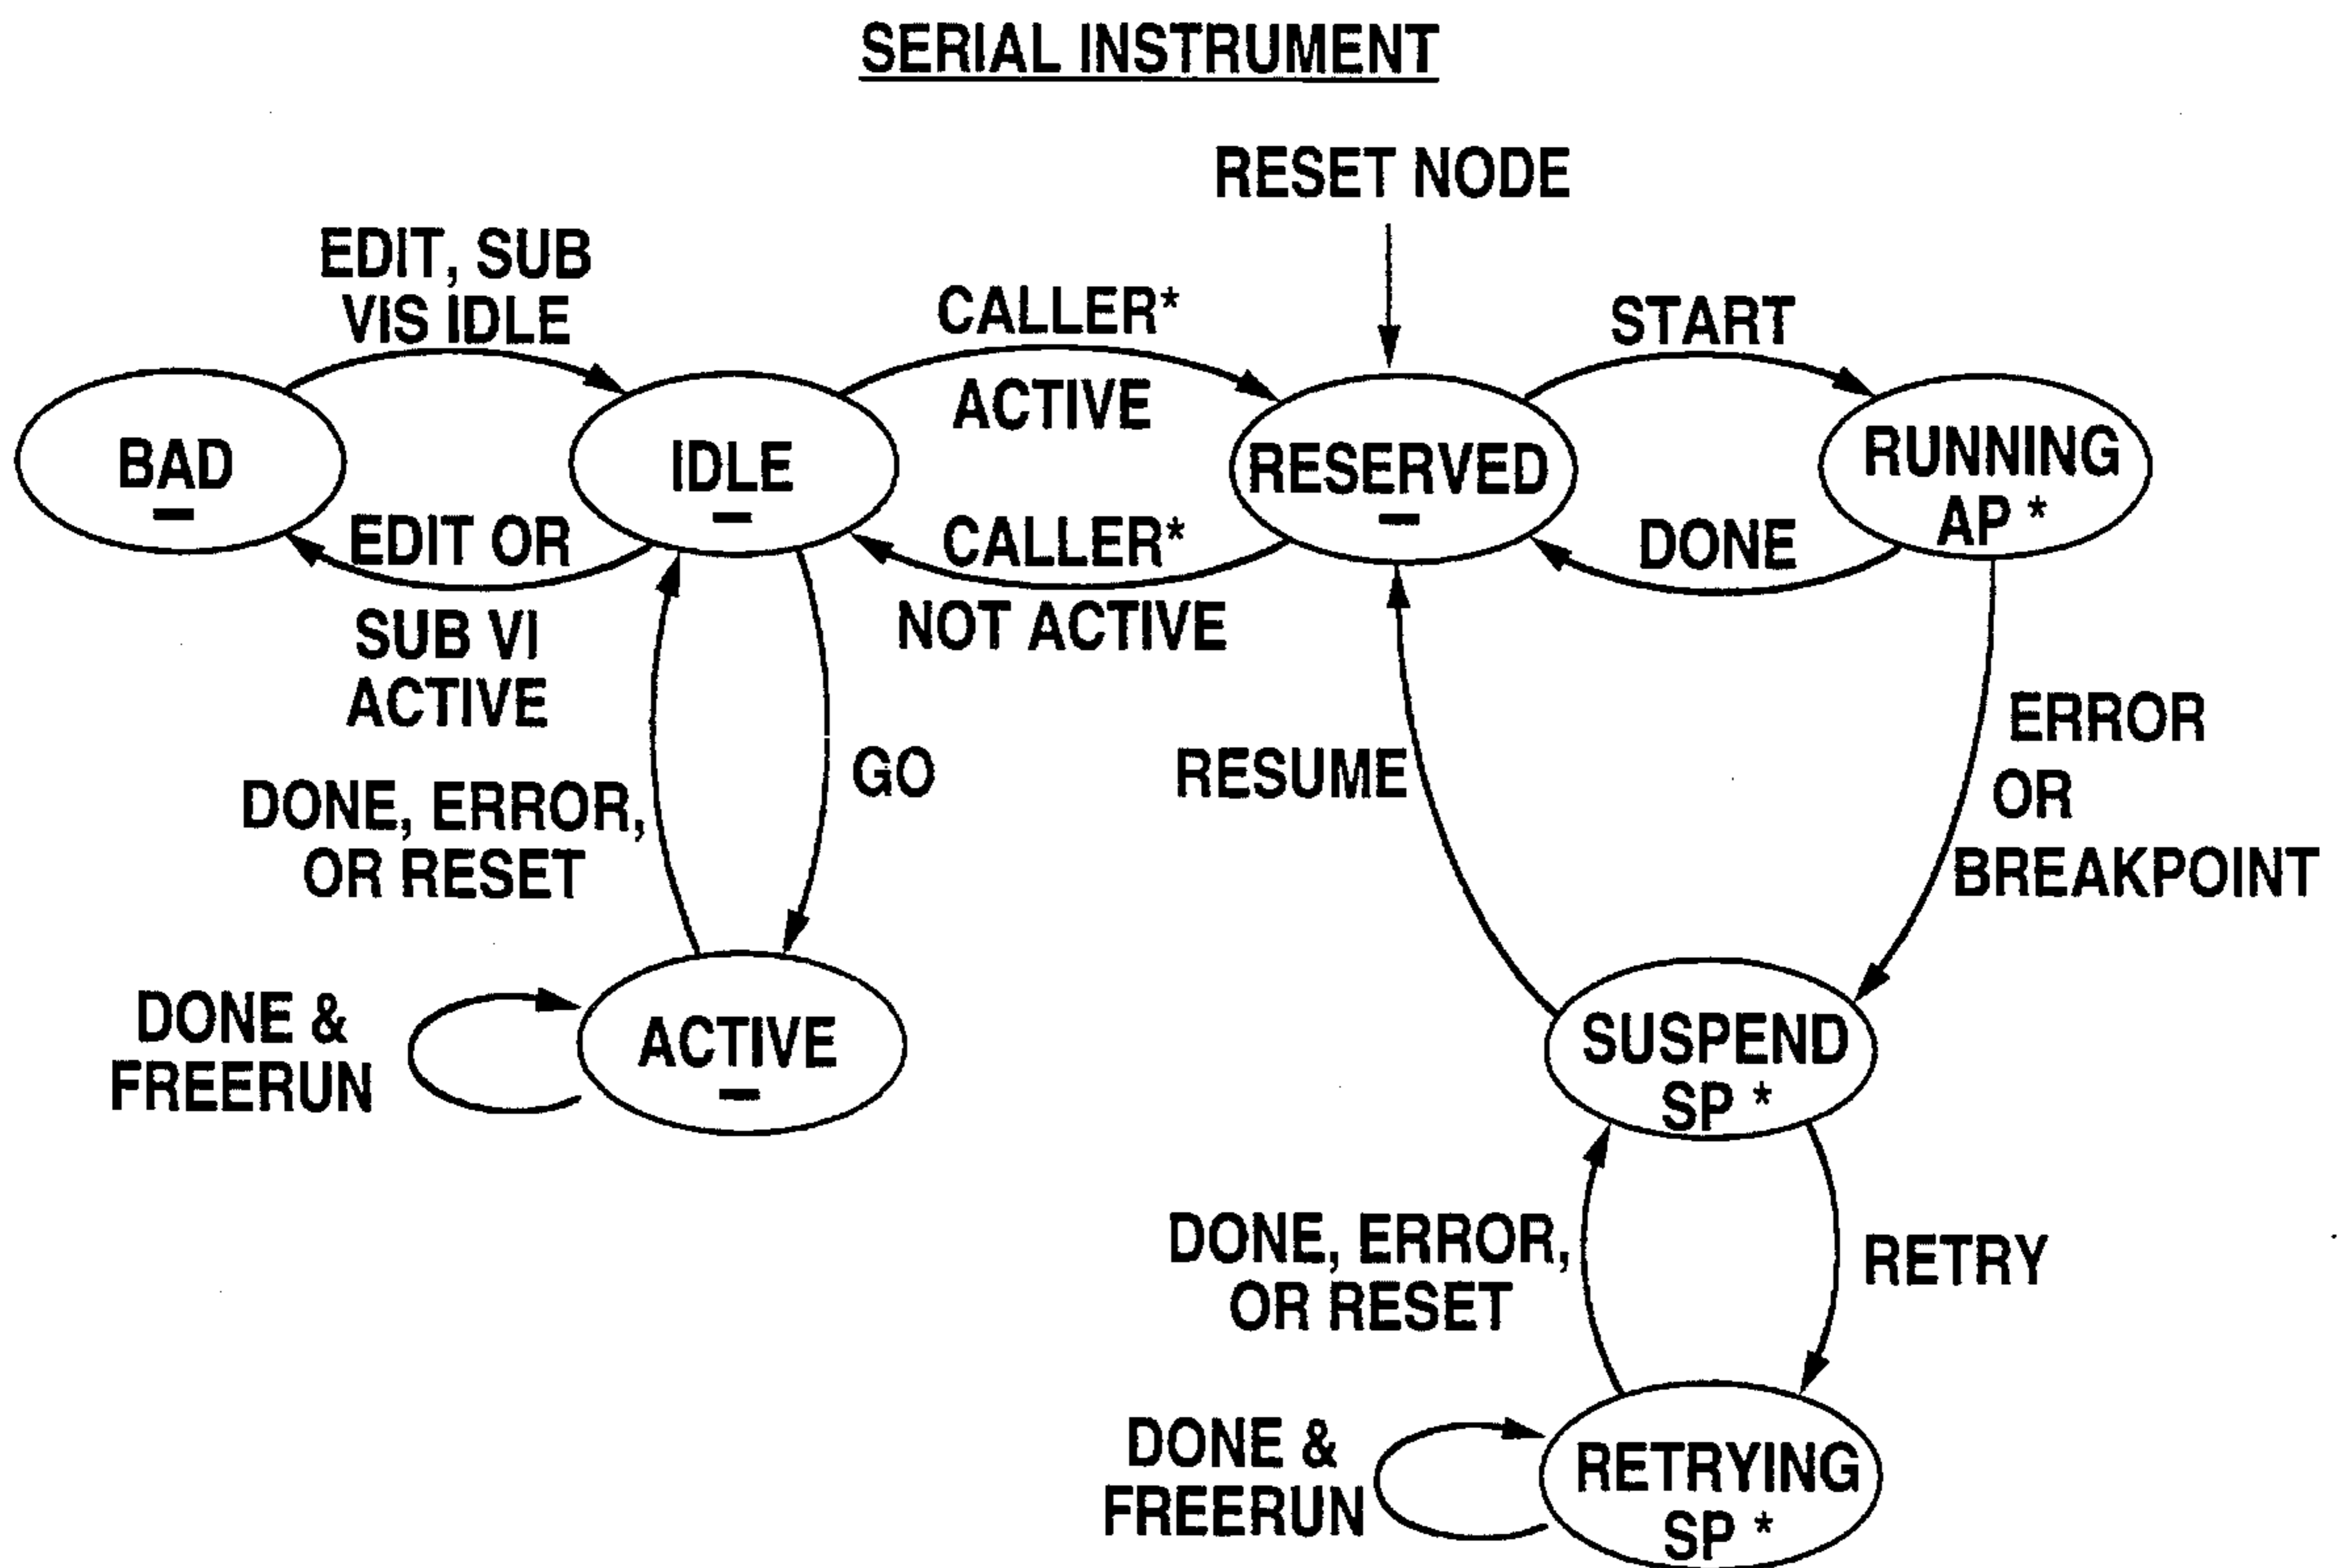 SERIAL INSTRUMENT
RESET NODE
EDIT, SUB
VIS IDLE
CALLER*
ACTIVE
START
BAD
–
IDLE
–
RESERVED
–
RUNNING
AP *
EDIT OR
SUB VI
ACTIVE
CALLER*
NOT ACTIVE
DONE
DONE, ERROR,
OR RESET
GO
RESUME
ERROR
OR
BREAKPOINT
DONE &
FREERUN
ACTIVE
–
SUSPEND
SP *
DONE, ERROR,
OR RESET
RETRY
DONE &
FREERUN
RETRYING
SP *